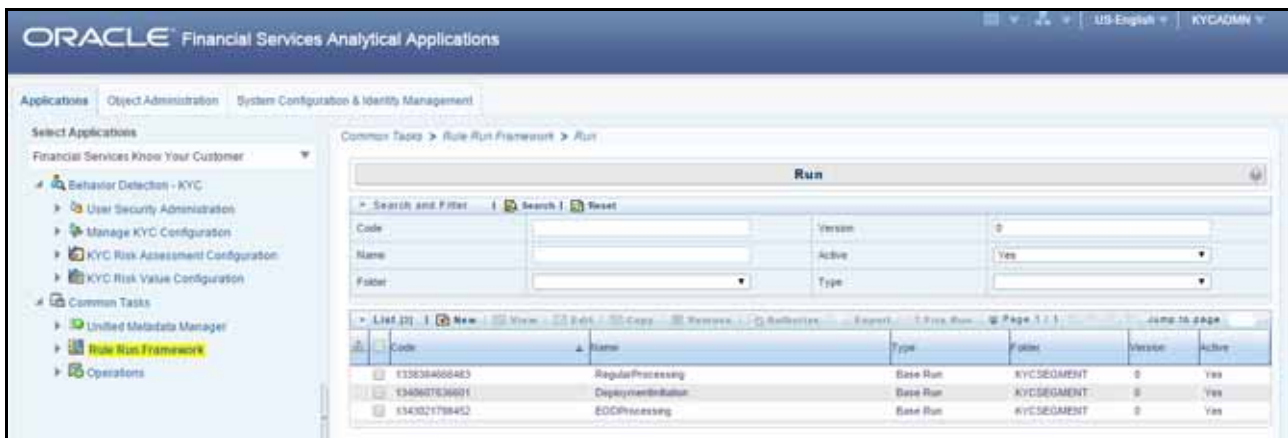 ORACLE Financial Services Analytical Applications
US-English
KYCADMN
Applications Object Administration System Configuration & Identity Management
Select Applications
Financial Services Know Your Customer
Behavior Detection - KYC
User Security Administration
Manage KYC Configuration
KYC Risk Assessment Configuration
KYC Risk Value Configuration
Common Tasks
Unified Metadata Manager
Rule Run Framework
Operations
Common Tasks > Rule Run Framework > Run
Run
Search and Filter Search Reset
Code Version 0
Name Active Yes
Folder Type
List [3] New View Edit Copy Remove Authorize Export Fire Run Page 1 / 1 Jump to page
Code Name Type Folder Version Active
1338384668483 RegularProcessing Base Run KYCSEGMENT 0 Yes
1340607636601 DeploymentInitiation Base Run KYCSEGMENT 0 Yes
1343021798452 EODProcessing Base Run KYCSEGMENT 0 Yes